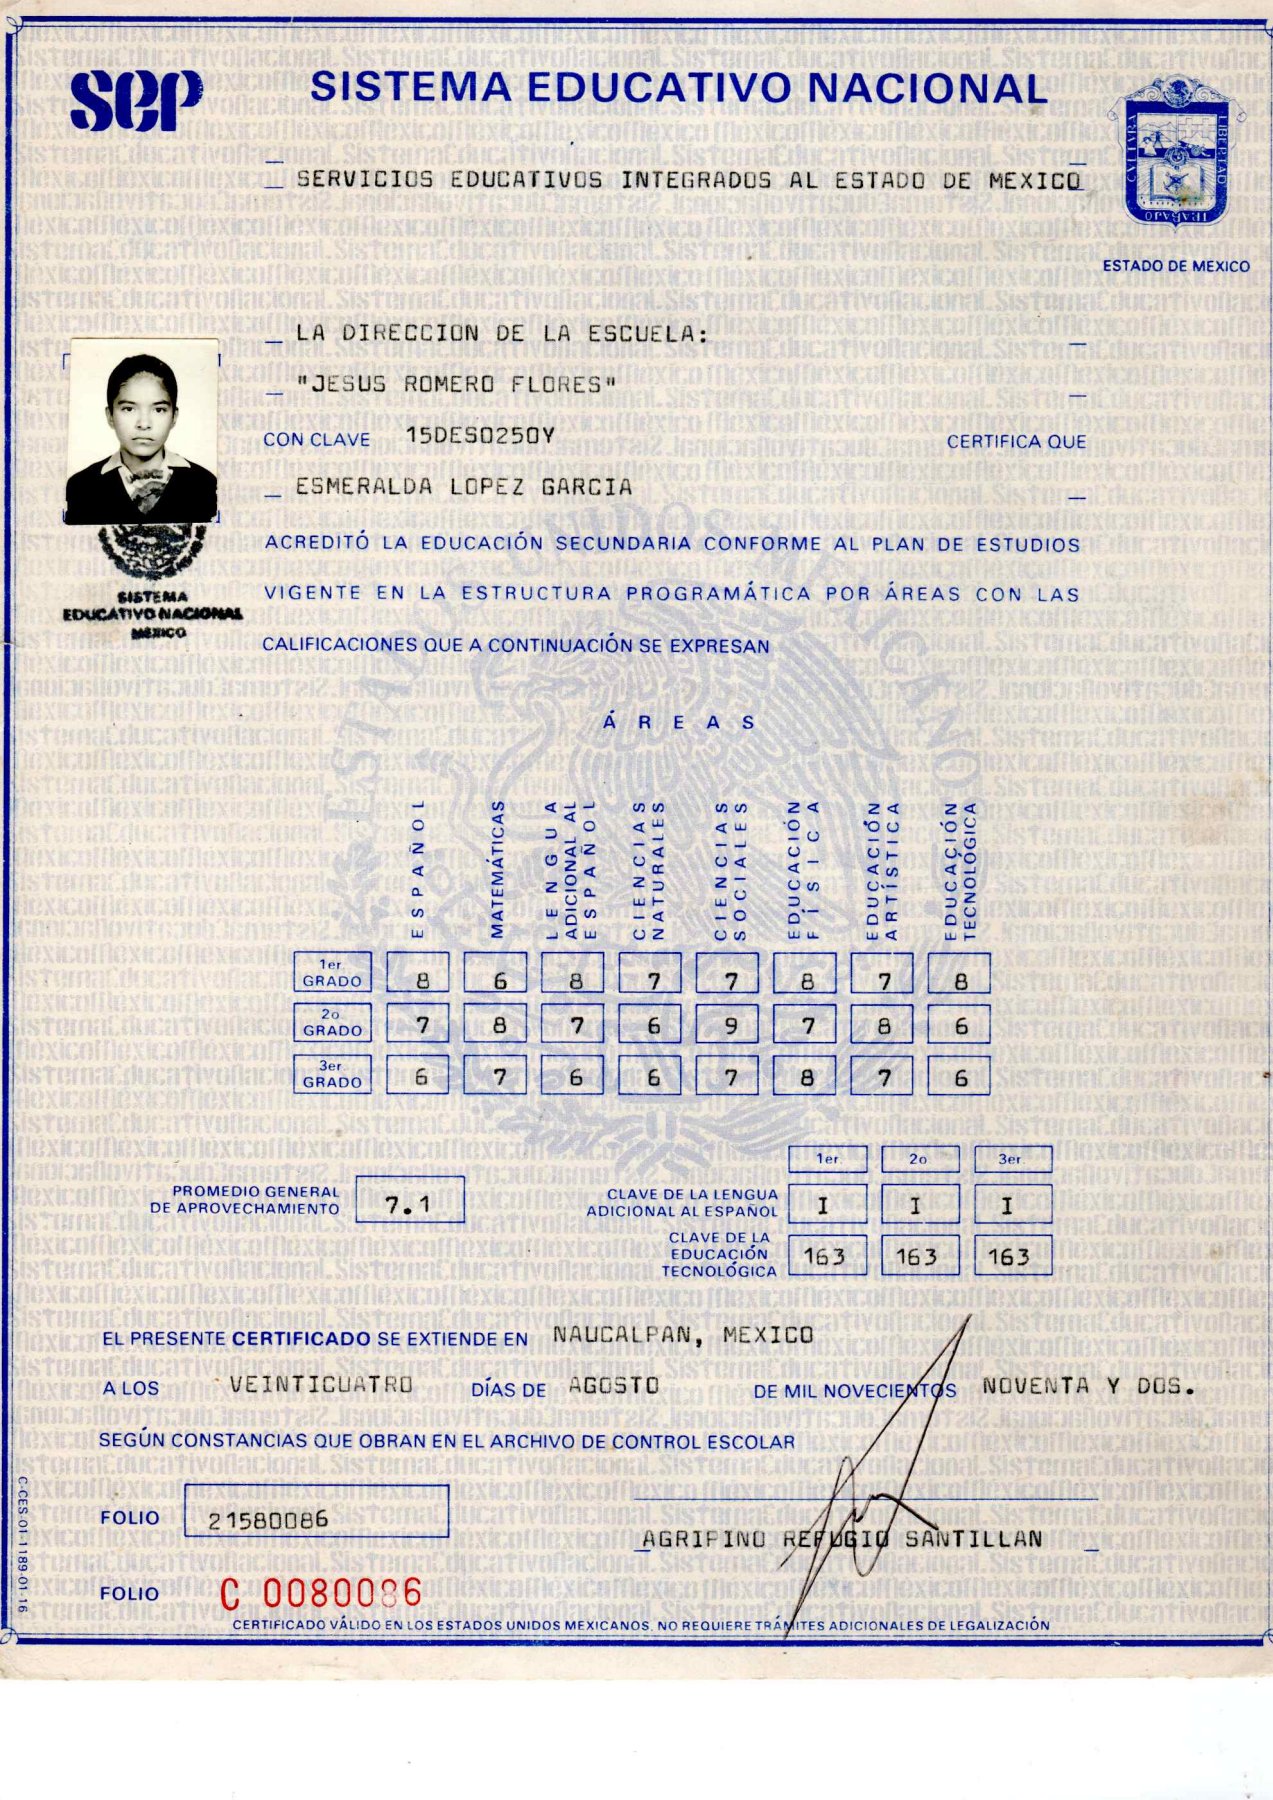 SEP
SISTEMA EDUCATIVO NACIONAL
SERVICIOS EDUCATIVOS INTEGRADOS AL ESTADO DE MEXICO
CULTURA
LIBERTAD
TRABAJO
ESTADO DE MEXICO
LA DIRECCION DE LA ESCUELA:
"JESUS ROMERO FLORES"
CON CLAVE 15DES0250Y CERTIFICA QUE
ESMERALDA LOPEZ GARCIA
ACREDITÓ LA EDUCACIÓN SECUNDARIA CONFORME AL PLAN DE ESTUDIOS
VIGENTE EN LA ESTRUCTURA PROGRAMÁTICA POR ÁREAS CON LAS
CALIFICACIONES QUE A CONTINUACIÓN SE EXPRESAN
SISTEMA
EDUCATIVO NACIONAL
MEXICO
ÁREAS
ESPAÑOL
MATEMÁTICAS
LENGUA
ADICIONAL AL
ESPAÑOL
CIENCIAS
NATURALES
CIENCIAS
SOCIALES
EDUCACIÓN
FÍSICA
EDUCACIÓN
ARTÍSTICA
EDUCACIÓN
TECNOLÓGICA
1er. GRADO 8 6 8 7 7 8 7 8
2o GRADO 7 8 7 6 9 7 8 6
3er GRADO 6 7 6 6 7 8 7 6
1er. 2o 3er.
PROMEDIO GENERAL
DE APROVECHAMIENTO 7.1
CLAVE DE LA LENGUA
ADICIONAL AL ESPAÑOL I I I
CLAVE DE LA
EDUCACIÓN
TECNOLÓGICA 163 163 163
EL PRESENTE CERTIFICADO SE EXTIENDE EN NAUCALPAN, MEXICO
A LOS VEINTICUATRO DÍAS DE AGOSTO DE MIL NOVECIENTOS NOVENTA Y DOS.
SEGÚN CONSTANCIAS QUE OBRAN EN EL ARCHIVO DE CONTROL ESCOLAR
FOLIO 21580086
AGRIPINO REFUGIO SANTILLAN
FOLIO C 0080086
CERTIFICADO VÁLIDO EN LOS ESTADOS UNIDOS MEXICANOS. NO REQUIERE TRÁMITES ADICIONALES DE LEGALIZACIÓN
C-CES-01-1189-01-16